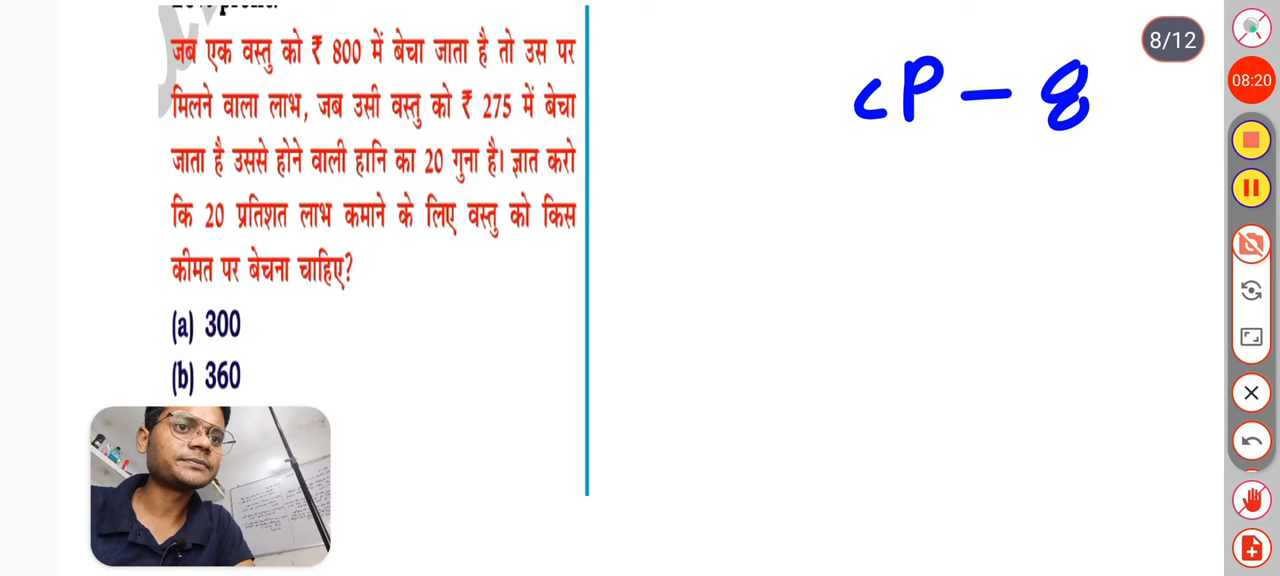 जब एक वस्तु को ₹ 800 में बेचा जाता है तो उस पर
मिलने वाला लाभ, जब उसी वस्तु को ₹ 275 में बेचा
जाता है उससे होने वाली हानि का 20 गुना है। ज्ञात करो
कि 20 प्रतिशत लाभ कमाने के लिए वस्तु को किस
कीमत पर बेचना चाहिए?
(a) 300
(b) 360
CP - 8
8/12
08:20